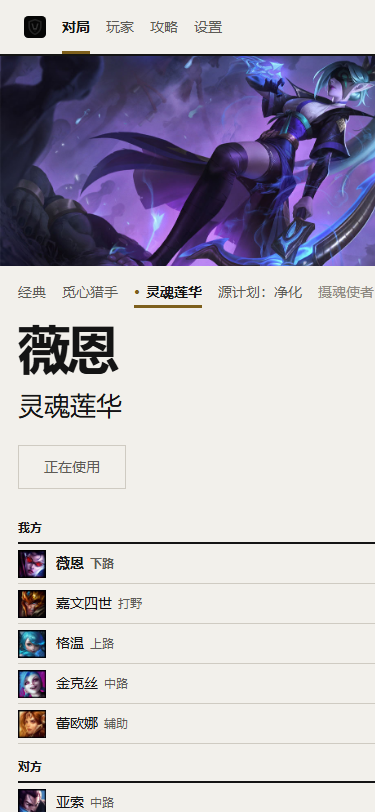 对局 玩家 攻略 设置
经典 觅心猎手 • 灵魂莲华 源计划：净化 摄魂使者
薇恩
灵魂莲华
正在使用
我方
薇恩 下路
嘉文四世 打野
格温 上路
金克丝 中路
蕾欧娜 辅助
对方
亚索 中路